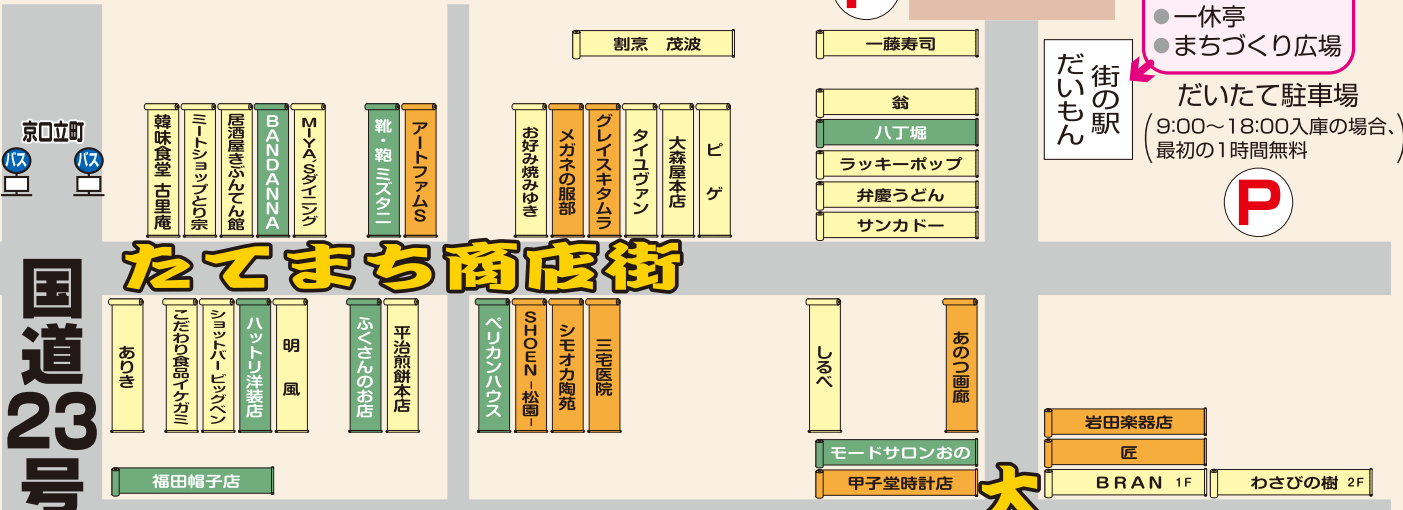 P
一休亭
まちづくり広場
割烹　茂波
一藤寿司
街の駅
だいもん
だいたて駐車場
(9:00〜18:00入庫の場合、
最初の1時間無料)
P
京口立町
バス
バス
韓味食堂 古里庵
ミートショップとり宗
居酒屋きぶんてん館
BANDANNA
MIYA'Sダイニング
靴・鞄 ミズタニ
アートファムS
お好み焼みゆき
メガネの服部
グレイスキタムラ
タイユヴァン
大森屋本店
ピゲ
翁
八丁堀
ラッキーポップ
弁慶うどん
サンカドー
たてまち商店街
国道23号
ありき
こだわり食品イケガミ
ショットバービッグベン
ハットリ洋装店
明風
ふくさんのお店
平治煎餅本店
ペリカンハウス
SHOEN-松園-
シモオカ陶苑
三宅医院
しるべ
あのつ画廊
福田帽子店
モードサロンおの
甲子堂時計店
大
岩田楽器店
匠
BRAN 1F
わさびの樹 2F